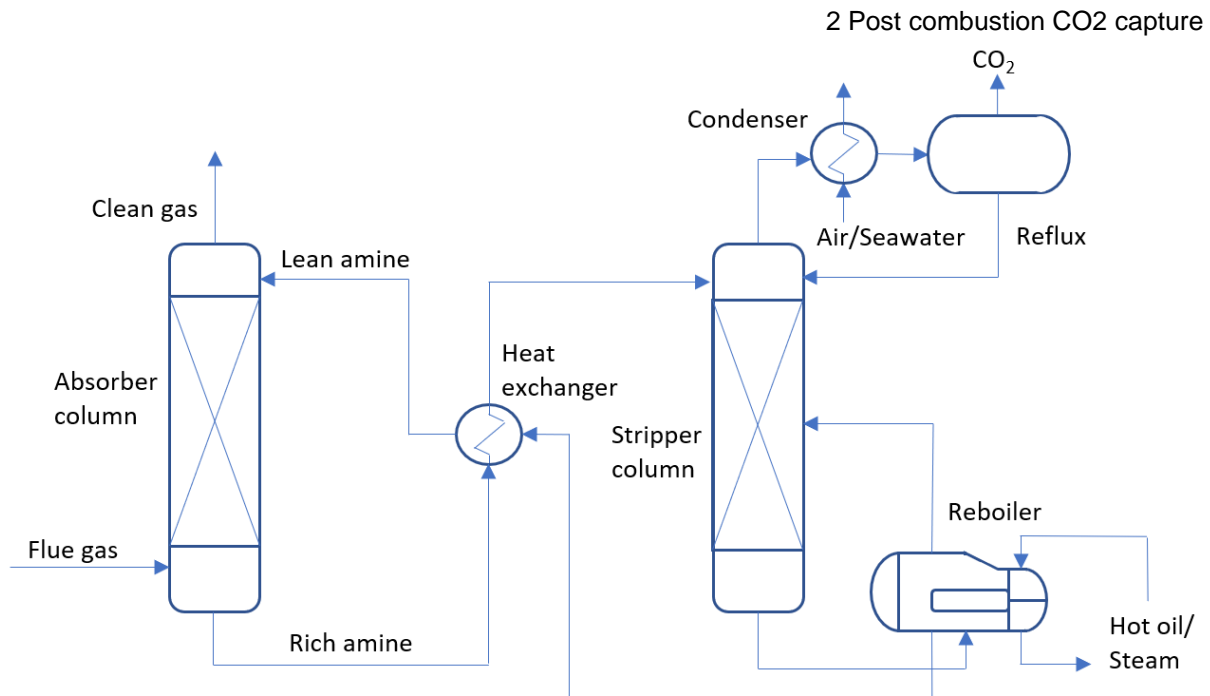 2 Post combustion CO2 capture
CO₂
Condenser
Clean gas
Air/Seawater
Reflux
Lean amine
Heat
exchanger
Absorber
column
Stripper
column
Reboiler
Flue gas
Hot oil/
Steam
Rich amine